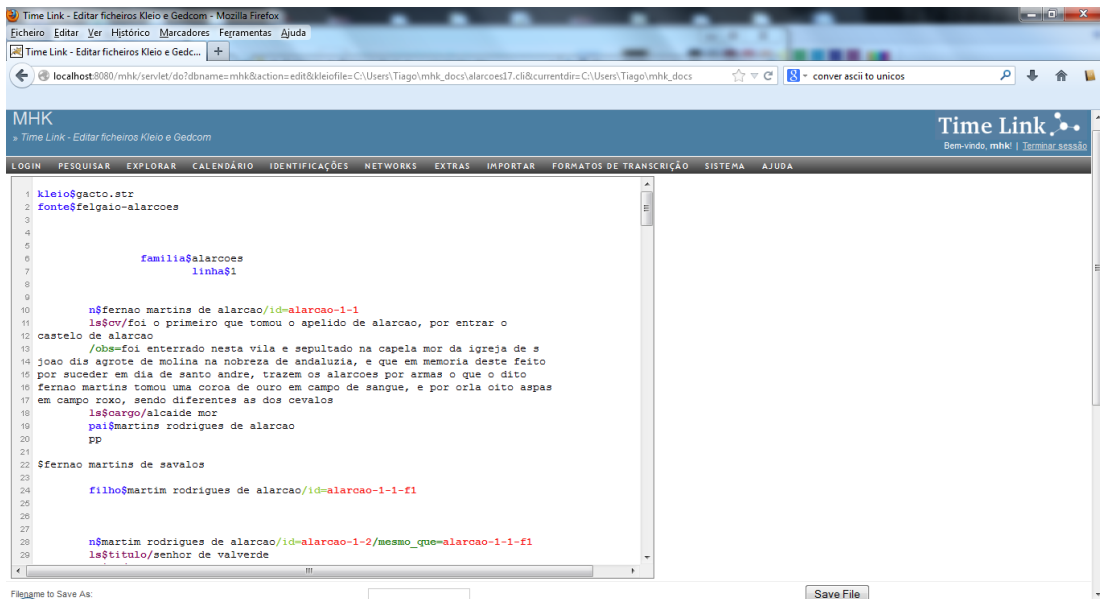 Time Link - Editar ficheiros Kleio e Gedcom - Mozilla Firefox
Ficheiro Editar Ver Histórico Marcadores Ferramentas Ajuda
Time Link - Editar ficheiros Kleio e Gedc...
localhost:8080/mhk/servlet/do?dbname=mhk&action=edit&kleiofile=C:\Users\Tiago\mhk_docs\alarcoes17.cli&currentdir=C:\Users\Tiago\mhk_docs
conver ascii to unicos
MHK
» Time Link - Editar ficheiros Kleio e Gedcom
Time Link
Bem-vindo, mhk! | Terminar sessão
LOGIN PESQUISAR EXPLORAR CALENDÁRIO IDENTIFICAÇÕES NETWORKS EXTRAS IMPORTAR FORMATOS DE TRANSCRIÇÃO SISTEMA AJUDA
1 kleio$gacto.str
2 fonte$felgaio-alarcoes
3
4
5
6 familia$alarcoes
7 linha$1
8
9
10 n$fernao martins de alarcao/id=alarcao-1-1
11 ls$cv/foi o primeiro que tomou o apelido de alarcao, por entrar o
12 castelo de alarcao
13 /obs=foi enterrado nesta vila e sepultado na capela mor da igreja de s
14 joao dis agrote de molina na nobreza de andaluzia, e que em memoria deste feito
15 por suceder em dia de santo andre, trazem os alarcoes por armas o que o dito
16 fernao martins tomou uma coroa de ouro em campo de sangue, e por orla oito aspas
17 em campo roxo, sendo diferentes as dos cevalos
18 ls$cargo/alcaide mor
19 pai$martins rodrigues de alarcao
20 pp
21
22 $fernao martins de savalos
23
24 filho$martim rodrigues de alarcao/id=alarcao-1-1-f1
25
26
27
28 n$martim rodrigues de alarcao/id=alarcao-1-2/mesmo_que=alarcao-1-1-f1
29 ls$titulo/senhor de valverde
Filename to Save As:
Save File